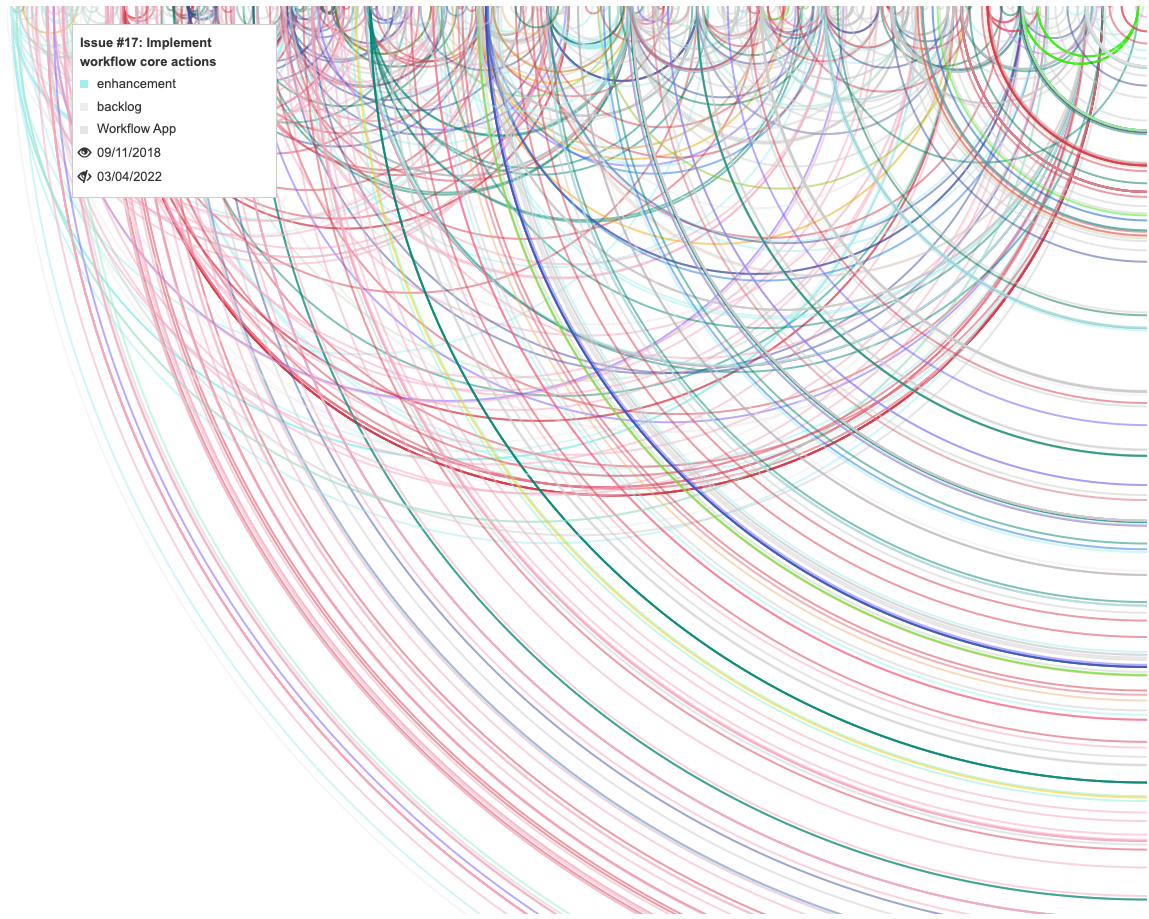 Issue #17: Implement
workflow core actions
enhancement
backlog
Workflow App
09/11/2018
03/04/2022